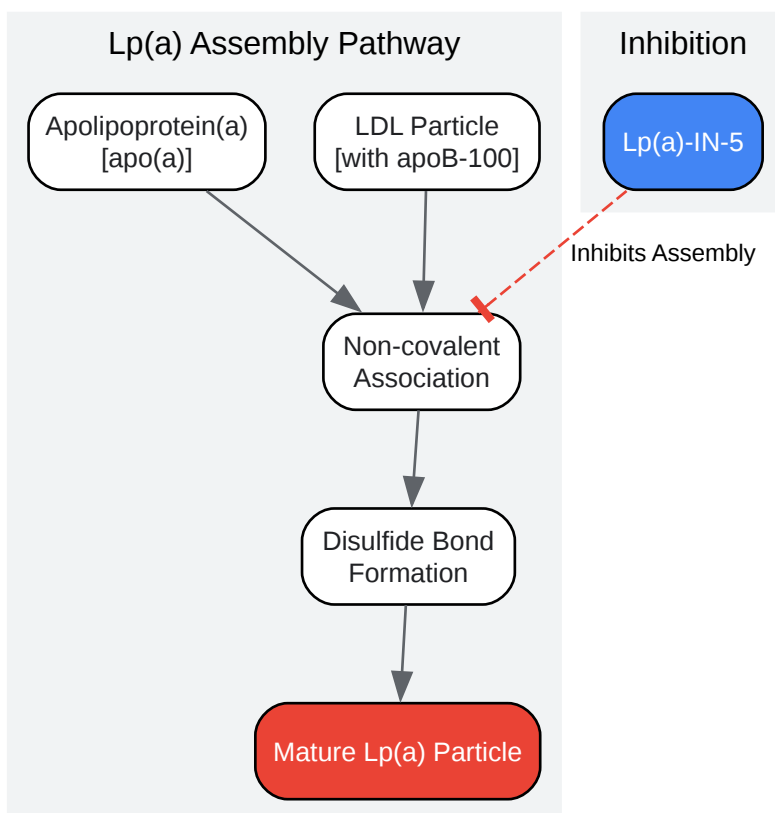 Lp(a) Assembly Pathway
Inhibition
Apolipoprotein(a)
[apo(a)]
LDL Particle
[with apoB-100]
Lp(a)-IN-5
Inhibits Assembly
Non-covalent
Association
Disulfide Bond
Formation
Mature Lp(a) Particle